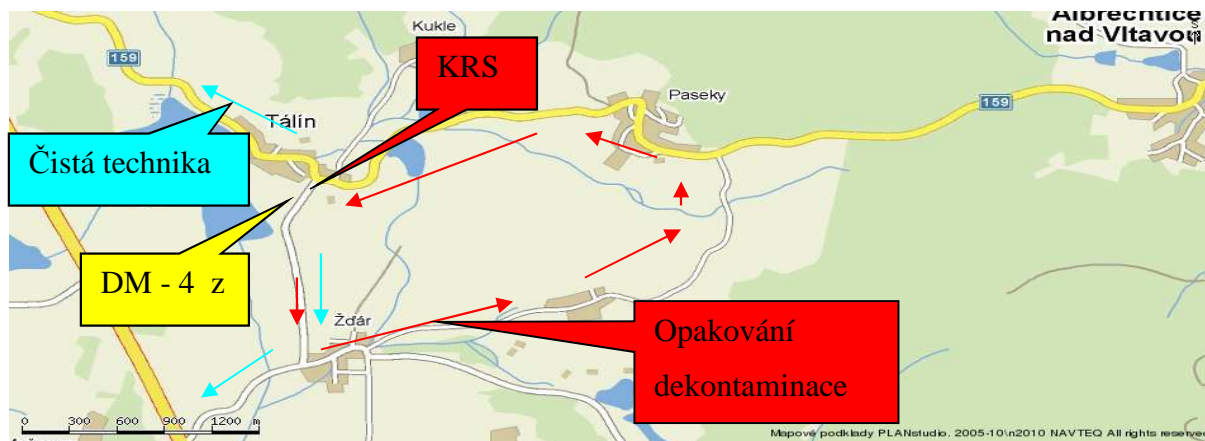 Albrechtice
nad Vltavou
Kukle
KRS
159
Paseky
159
Tálín
Čistá technika
DM - 4 z
Žďár
Opakování
dekontaminace
0 300 600 900 1200 m
Mapové podklady PLANstudio. 2005-10\n2010 NAVTEQ All rights reserve